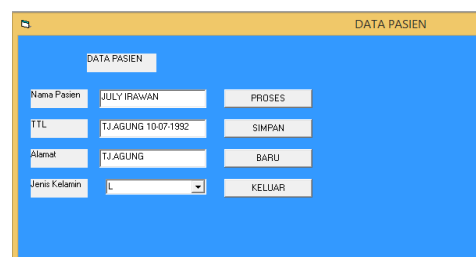 DATA PASIEN
DATA PASIEN
Nama Pasien JULY IRAWAN PROSES
TTL TJ.AGUNG 10-07-1992 SIMPAN
Alamat TJ.AGUNG BARU
Jenis Kelamin L KELUAR